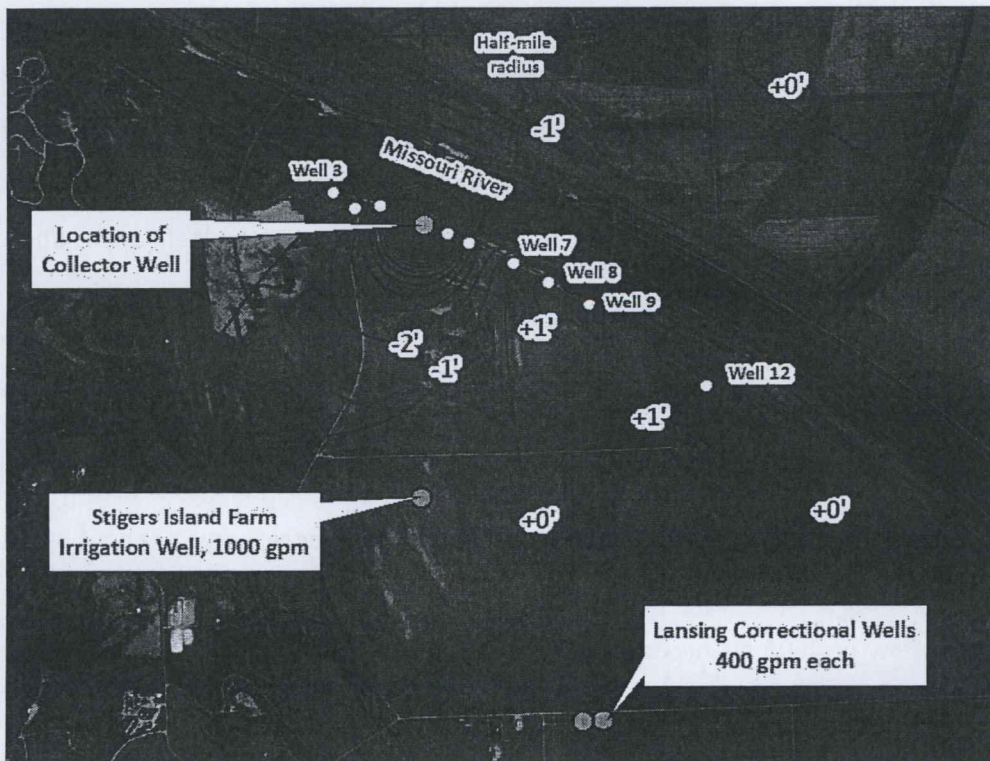 Half-mile
radius
+0'
-1'
Missouri River
Well 3
Location of
Collector Well
Well 7
Well 8
Well 9
+1'
-2'
-1'
Well 12
+1'
Stigers Island Farm
Irrigation Well, 1000 gpm
+0'
+0'
Lansing Correctional Wells
400 gpm each